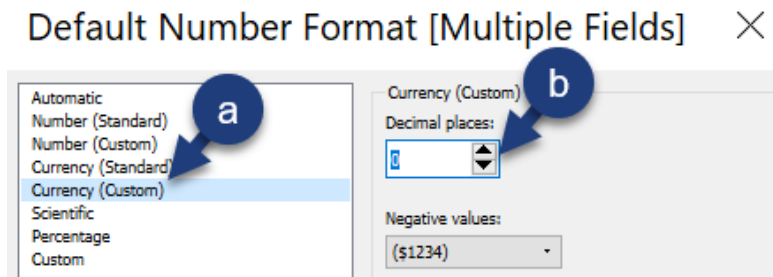 Default Number Format [Multiple Fields]
a
b
Automatic
Number (Standard)
Number (Custom)
Currency (Standard)
Currency (Custom)
Scientific
Percentage
Custom
Currency (Custom)
Decimal places:
0
Negative values:
($1234)